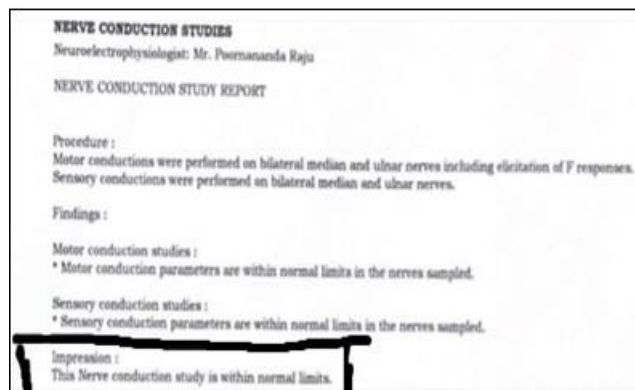 NERVE CONDUCTION STUDIES
Neuroelectrophysiologist: Mr. Poornananda Raju
NERVE CONDUCTION STUDY REPORT
Procedure :
Motor conductions were performed on bilateral median and ulnar nerves including elicitation of F responses.
Sensory conductions were performed on bilateral median and ulnar nerves.
Findings :
Motor conduction studies :
* Motor conduction parameters are within normal limits in the nerves sampled.
Sensory conduction studies :
* Sensory conduction parameters are within normal limits in the nerves sampled.
Impression :
This Nerve conduction study is within normal limits.